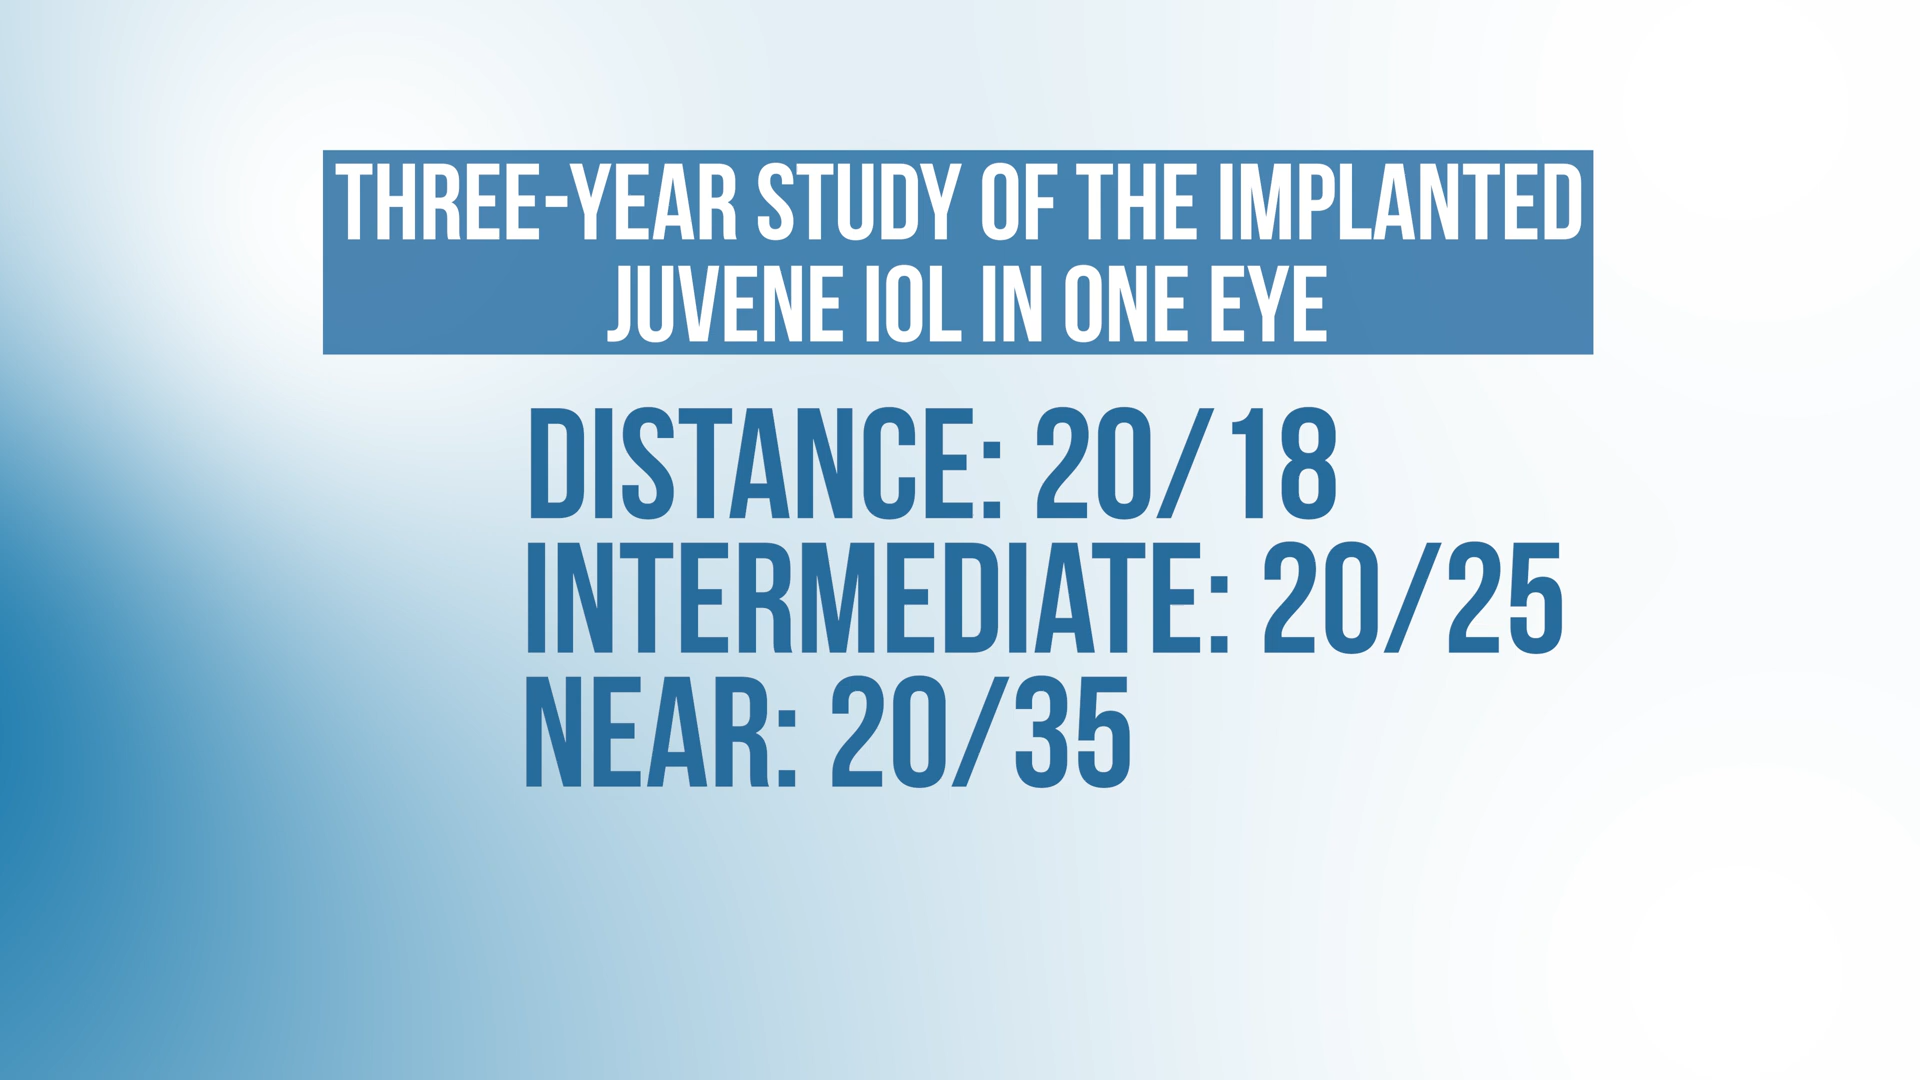 THREE-YEAR STUDY OF THE IMPLANTED
JUVENE IOL IN ONE EYE
DISTANCE: 20/18
INTERMEDIATE: 20/25
NEAR: 20/35